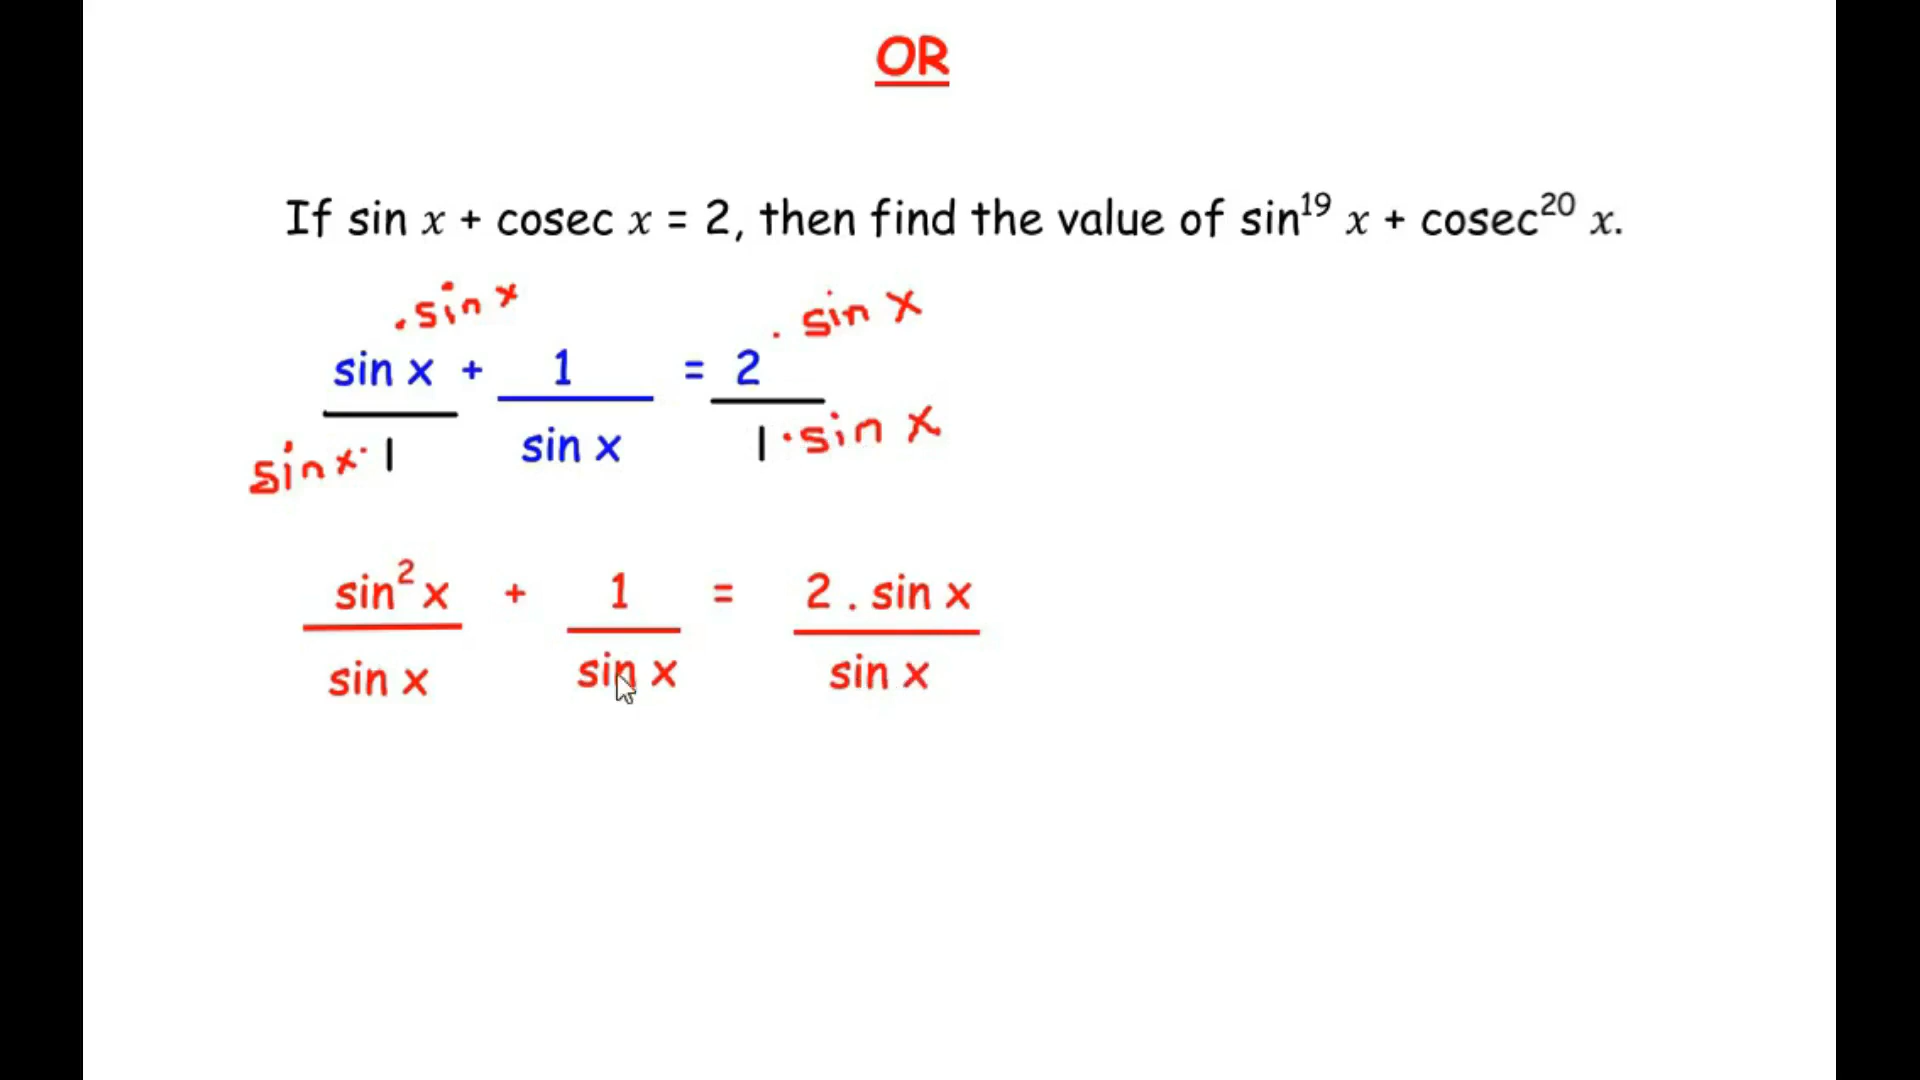 OR
If sin x + cosec x = 2, then find the value of sin¹⁹ x + cosec²⁰ x.
. sin x . sin x
sin x + 1 = 2
sin x . 1 sin x 1 . sin x
sin² x + 1 = 2 . sin x
sin x sin x sin x